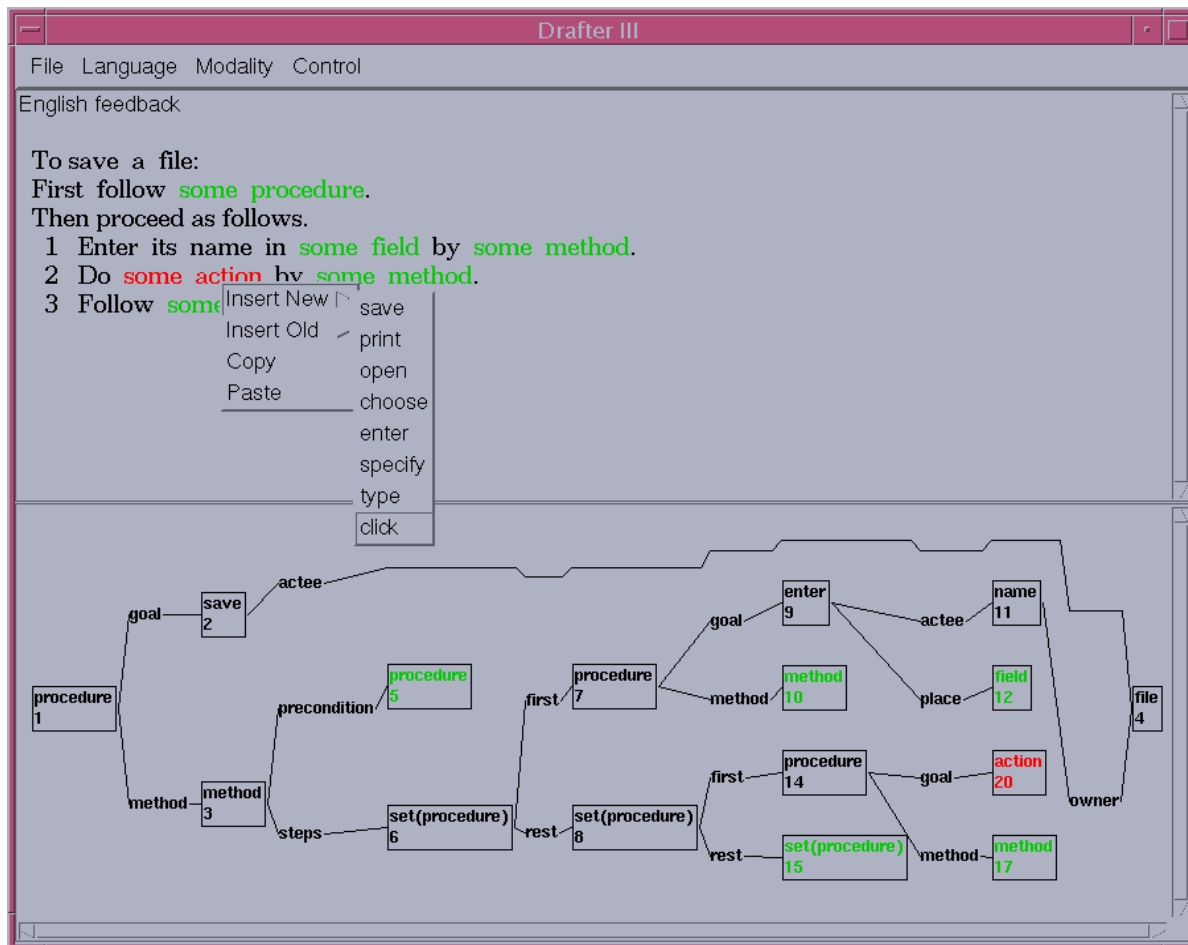 Drafter III
File Language Modality Control
English feedback
To save a file:
First follow some procedure.
Then proceed as follows.
1 Enter its name in some field by some method.
2 Do some action by some method.
3 Follow some
Insert New
Insert Old
Copy
Paste
save
print
open
choose
enter
specify
type
click
procedure
1
goal
method
save
2
method
3
actee
precondition
steps
procedure
5
set(procedure)
6
first
rest
procedure
7
set(procedure)
8
goal
method
first
rest
enter
9
method
10
procedure
14
set(procedure)
15
actee
place
goal
method
name
11
field
12
action
20
method
17
owner
file
4